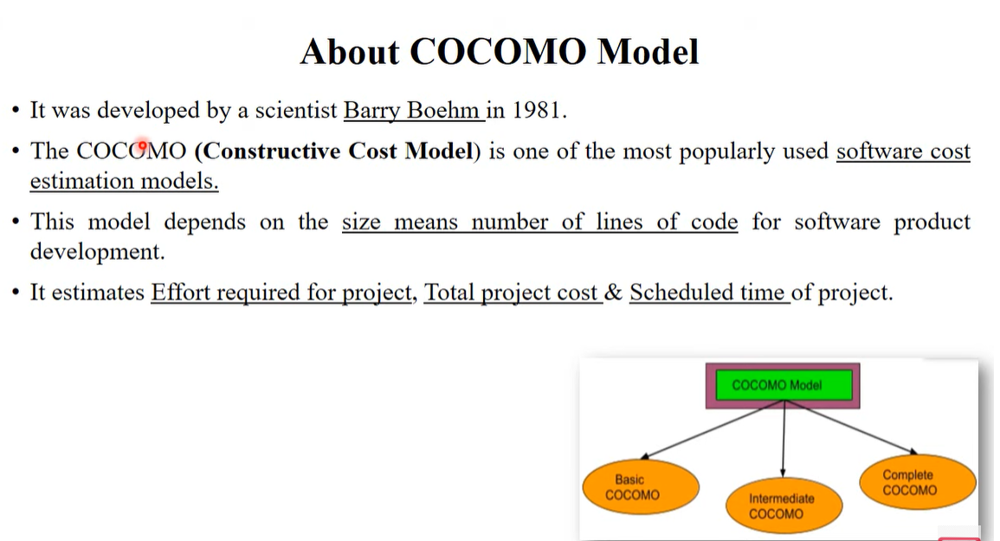 About COCOMO Model
• It was developed by a scientist Barry Boehm in 1981.
• The COCOMO (Constructive Cost Model) is one of the most popularly used software cost
estimation models.
• This model depends on the size means number of lines of code for software product
development.
• It estimates Effort required for project, Total project cost & Scheduled time of project.
COCOMO Model
Basic
COCOMO
Intermediate
COCOMO
Complete
COCOMO